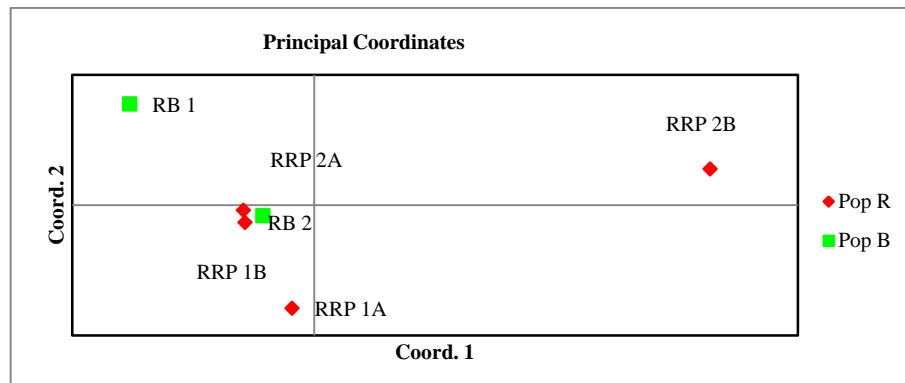 Principal Coordinates
RB 1
RRP 2B
RRP 2A
Coord. 2
Pop R
RB 2
Pop B
RRP 1B
RRP 1A
Coord. 1